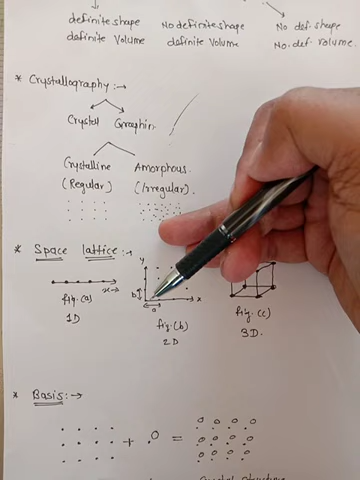 definite shape No definite shape No def. shape
definite Volume definite Volume No. def. volume.
* Crystallography :→
Crystal Graphin
Crystalline Amorphous.
(Regular) (Irregular).
* Space lattice :→
y
x→ b x
fig. (a) a fig. (c)
1D fig. (b) 3D.
2D
* Basis :→
+ =